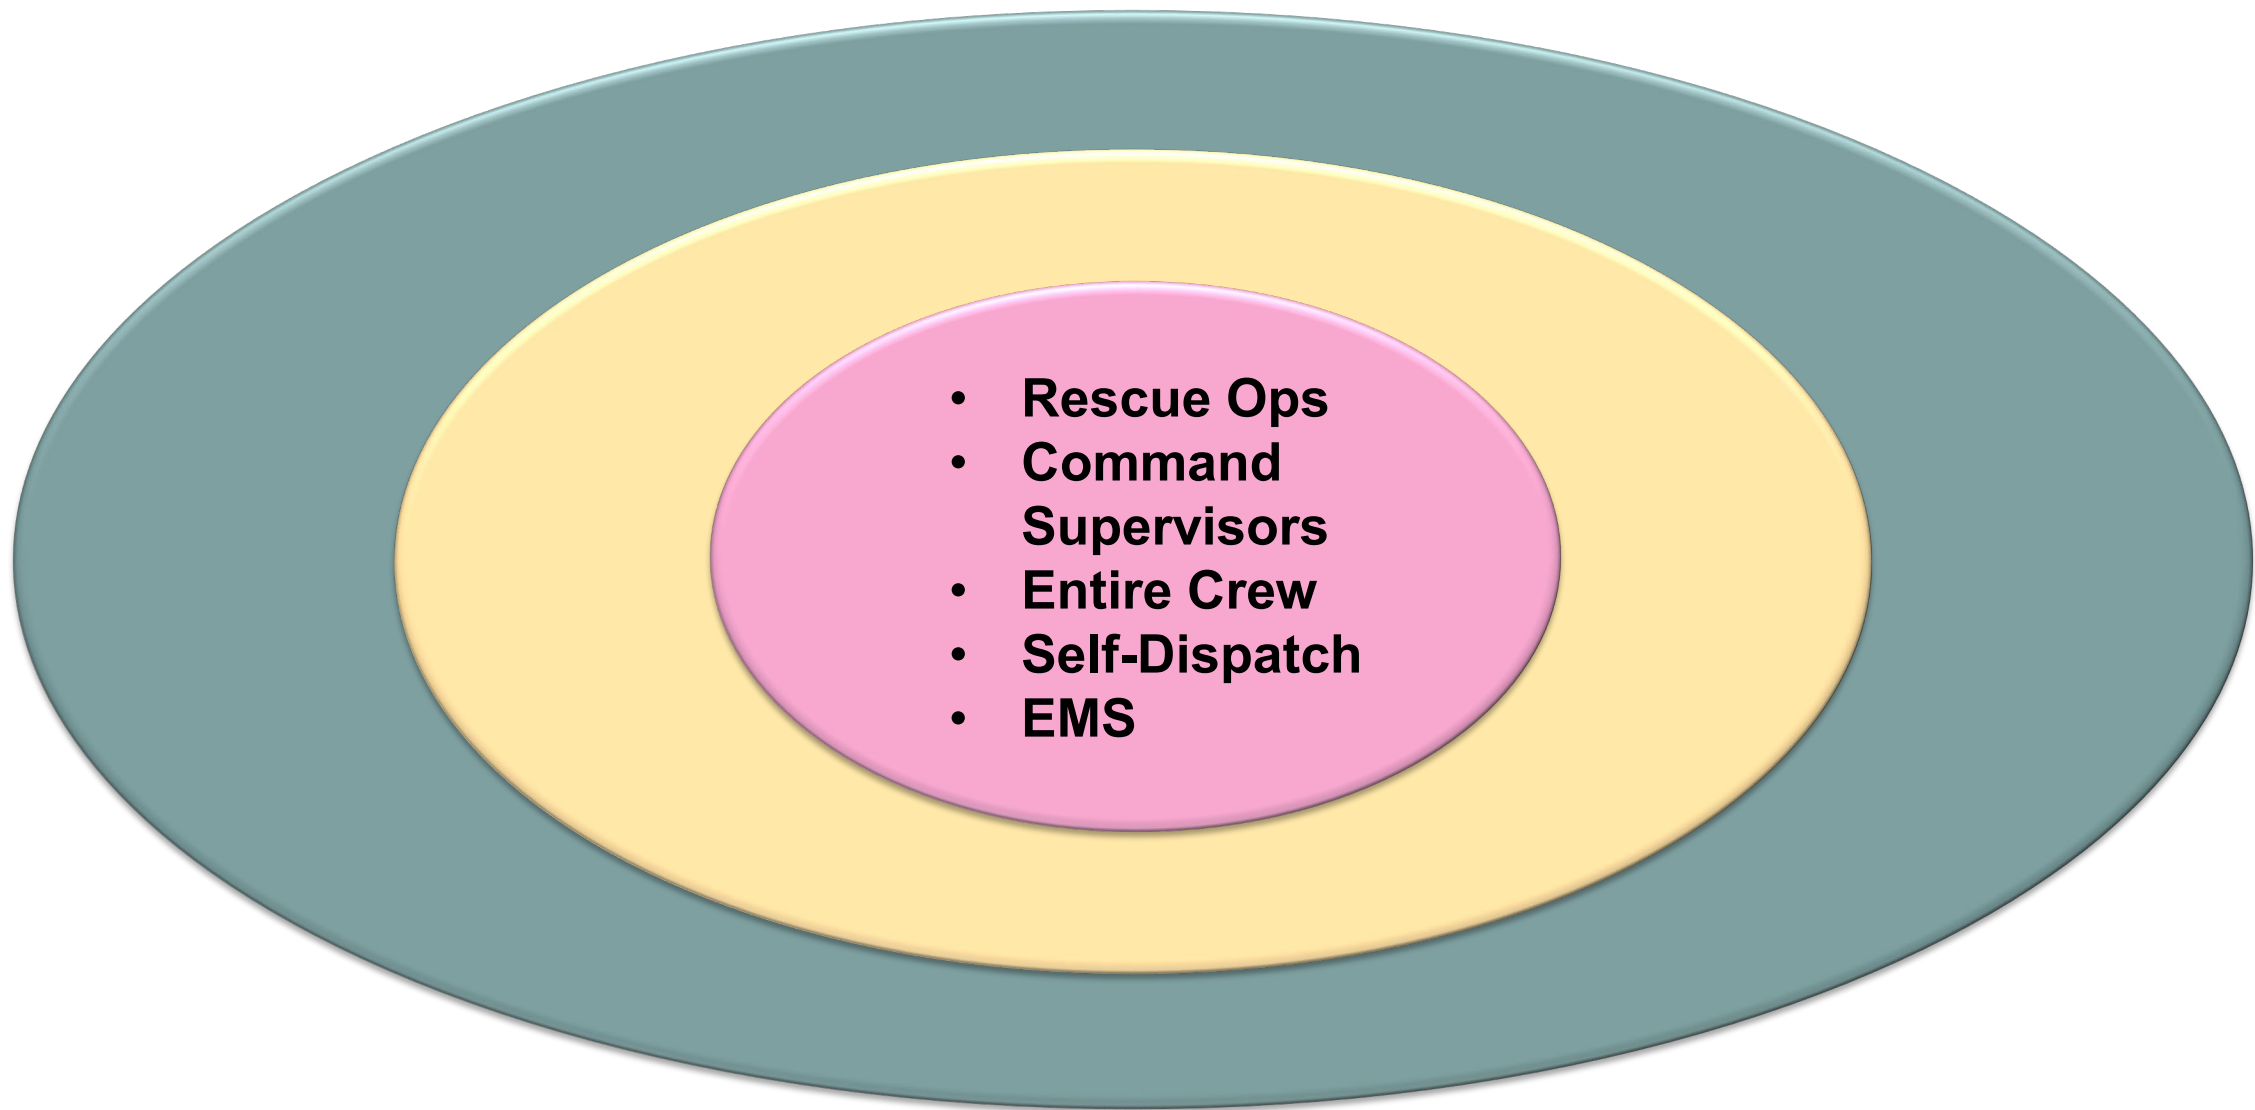 • Rescue Ops
• Command
Supervisors
• Entire Crew
• Self-Dispatch
• EMS